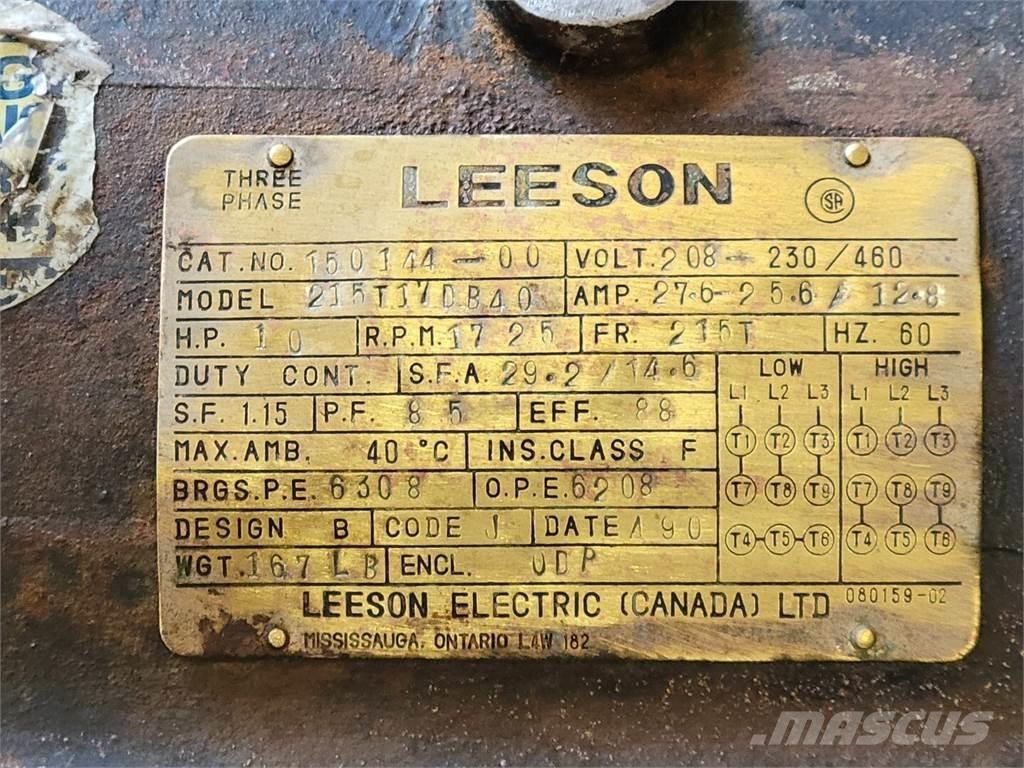 THREE PHASE LEESON SA
CAT.NO. 150144-00 VOLT. 208-230/460
MODEL 215T17DB40 AMP. 27.6-25.6/12.8
H.P. 10 R.P.M. 1725 FR. 215T HZ. 60
DUTY CONT. S.F.A. 29.2/14.6 LOW HIGH
S.F. 1.15 P.F. 85 EFF. 88 L1 L2 L3 L1 L2 L3
MAX.AMB. 40 °C INS.CLASS F T1 T2 T3 T1 T2 T3
BRGS.P.E. 6308 O.P.E. 6208 T7 T8 T9 T7 T8 T9
DESIGN B CODE J DATE A90 T4-T5-T6 T4 T5 T6
WGT. 167 LB ENCL. ODP
LEESON ELECTRIC (CANADA) LTD 080159-02
MISSISSAUGA, ONTARIO L4W 1B2
MASCUS